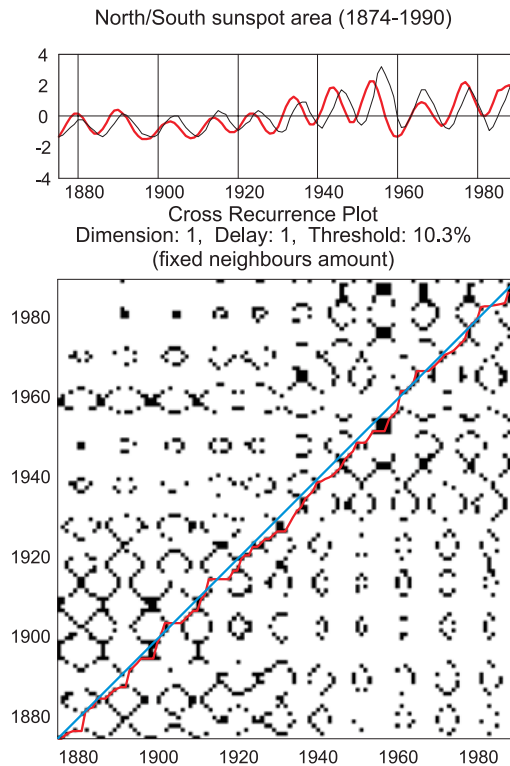 North/South sunspot area (1874-1990)
4
2
0
-2
-4
1880 1900 1920 1940 1960 1980
Cross Recurrence Plot
Dimension: 1, Delay: 1, Threshold: 10.3%
(fixed neighbours amount)
1980
1960
1940
1920
1900
1880
1880 1900 1920 1940 1960 1980